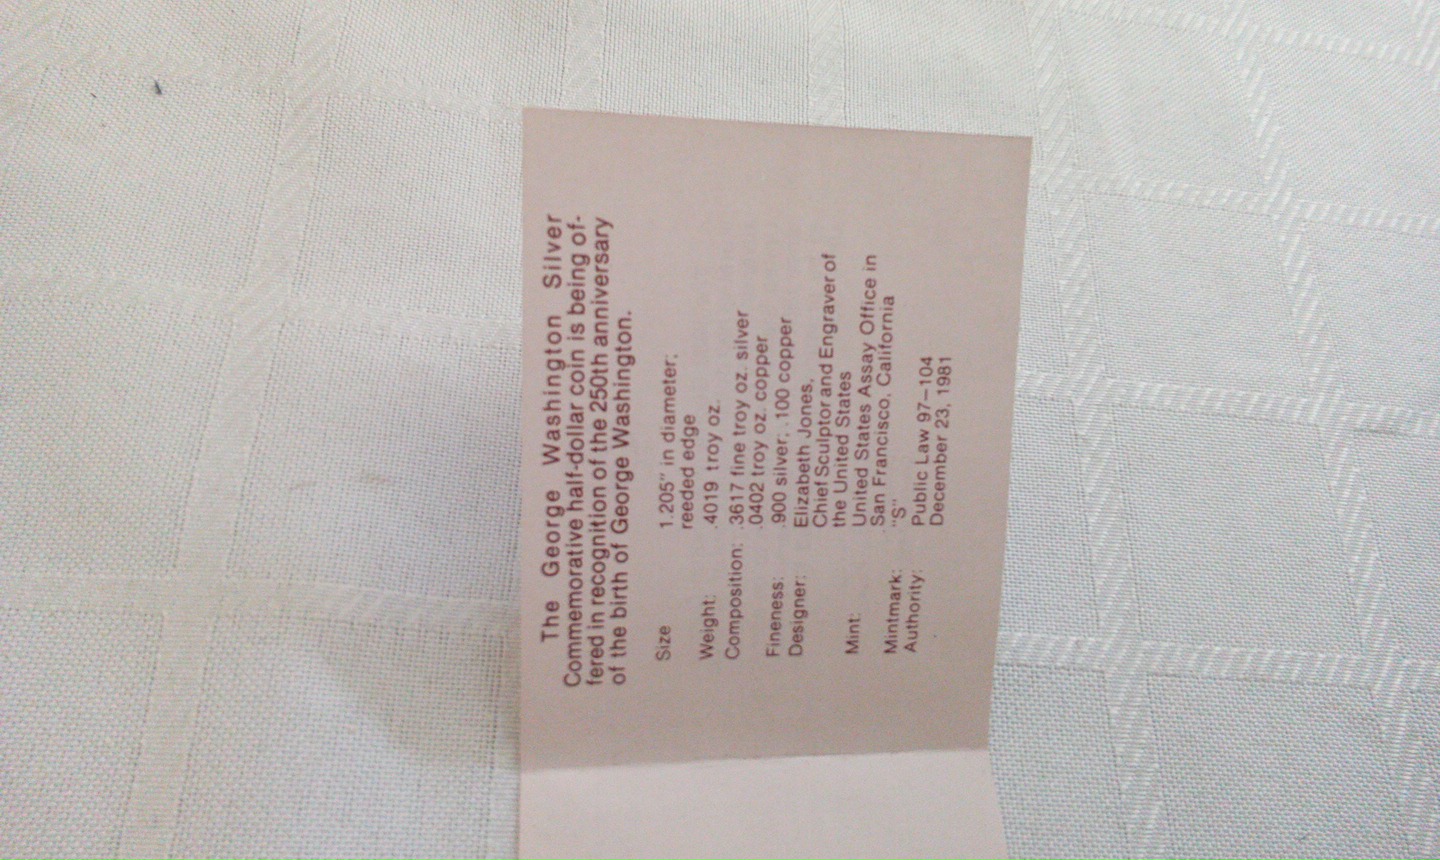 The George Washington Silver
Commemorative half-dollar coin is being of-
fered in recognition of the 250th anniversary
of the birth of George Washington.
Size 1.205" in diameter;
reeded edge
Weight: .4019 troy oz.
Composition: .3617 fine troy oz. silver
.0402 troy oz. copper
Fineness: .900 silver, .100 copper
Designer: Elizabeth Jones,
Chief Sculptor and Engraver of
the United States
Mint: United States Assay Office in
San Francisco, California
Mintmark: "S"
Authority: Public Law 97-104
December 23, 1981